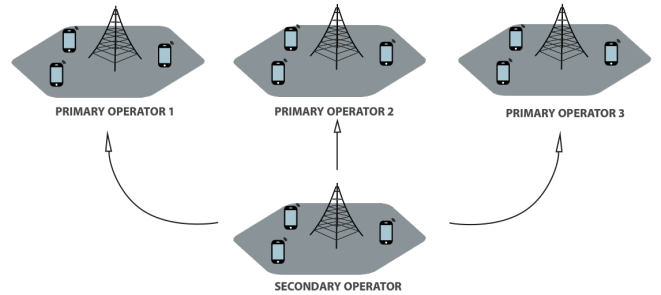 PRIMARY OPERATOR 1
PRIMARY OPERATOR 2
PRIMARY OPERATOR 3
SECONDARY OPERATOR